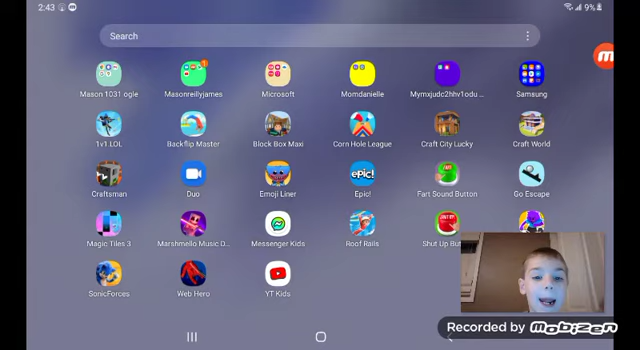 2:43 9%
Search
Mason 1031 ogle Masonreillyjames Microsoft Momdanielle Mymxjudc2hhv1odu ... Samsung
1v1.LOL Backflip Master Block Box Maxi Corn Hole League Craft City Lucky Craft World
epic!
Craftsman Duo Emoji Liner Epic! Fart Sound Button Go Escape
Magic Tiles 3 Marshmello Music D... Messenger Kids Roof Rails Shut Up But
SonicForces Web Hero YT Kids
Recorded by mobizen